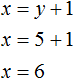 x = y + 1
x = 5 + 1
x = 6